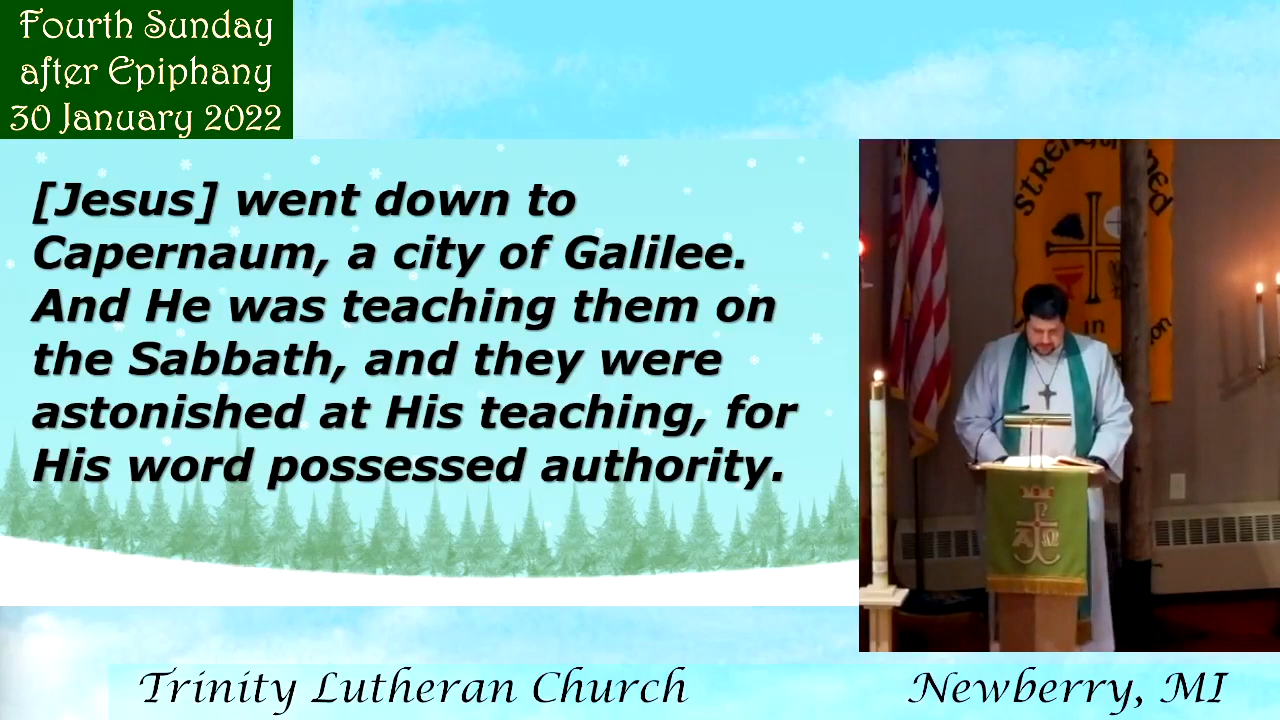 Fourth Sunday
after Epiphany
30 January 2022
[Jesus] went down to
Capernaum, a city of Galilee.
And He was teaching them on
the Sabbath, and they were
astonished at His teaching, for
His word possessed authority.
Strengthened
in
Trinity Lutheran Church
Newberry, MI